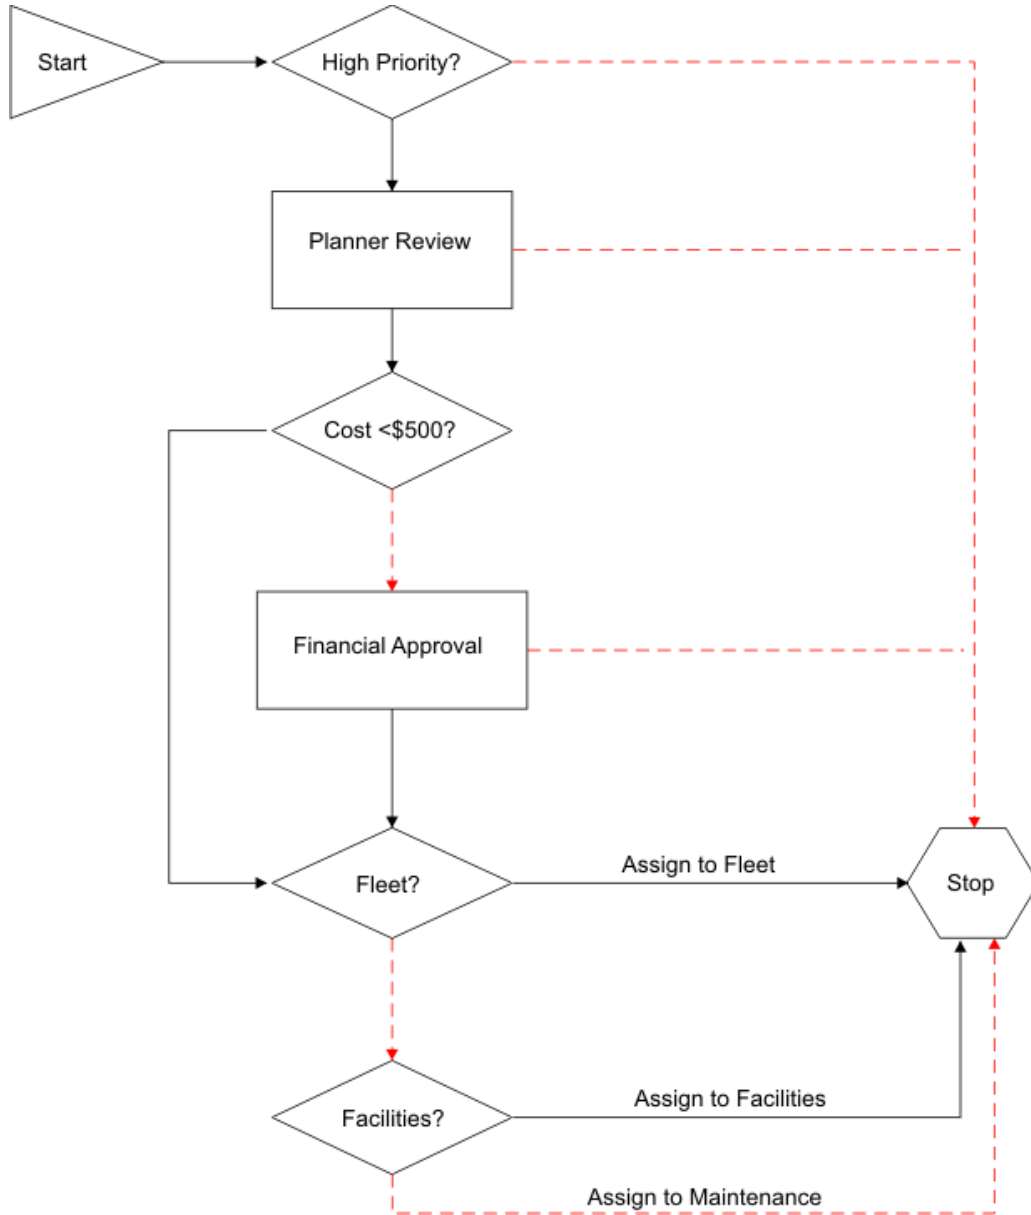 Start
High Priority?
Planner Review
Cost <$500?
Financial Approval
Assign to Fleet
Fleet?
Stop
Assign to Facilities
Facilities?
Assign to Maintenance